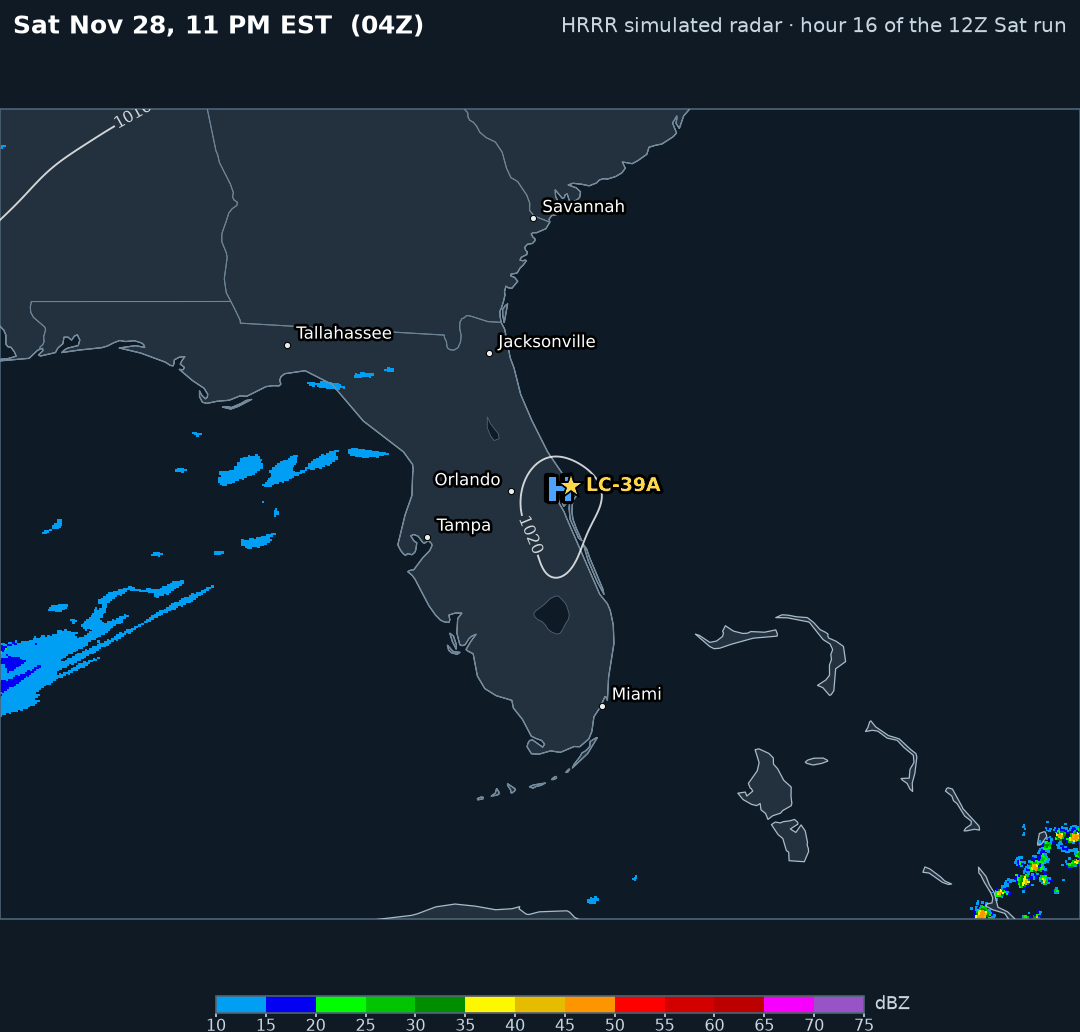 Sat Nov 28, 11 PM EST (04Z)
HRRR simulated radar · hour 16 of the 12Z Sat run
Savannah
Tallahassee
Jacksonville
Orlando
H
LC-39A
Tampa
1020
Miami
dBZ
10 15 20 25 30 35 40 45 50 55 60 65 70 75